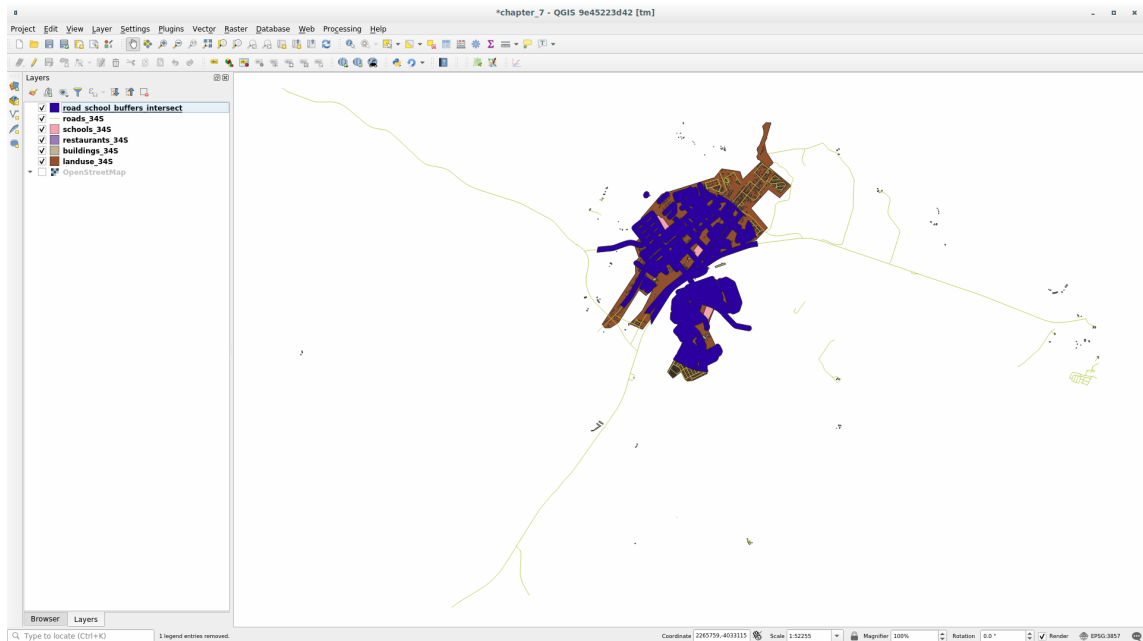 *chapter_7 - QGIS 9e45223d42 [tm]
Project Edit View Layer Settings Plugins Vector Raster Database Web Processing Help
Layers
road_school_buffers_intersect
roads_34S
schools_34S
restaurants_34S
buildings_34S
landuse_34S
OpenStreetMap
Browser Layers
Type to locate (Ctrl+K) 1 legend entries removed. Coordinate 2265759,-4033115 Scale 1:52255 Magnifier 100% Rotation 0.0 ° Render EPSG:3857